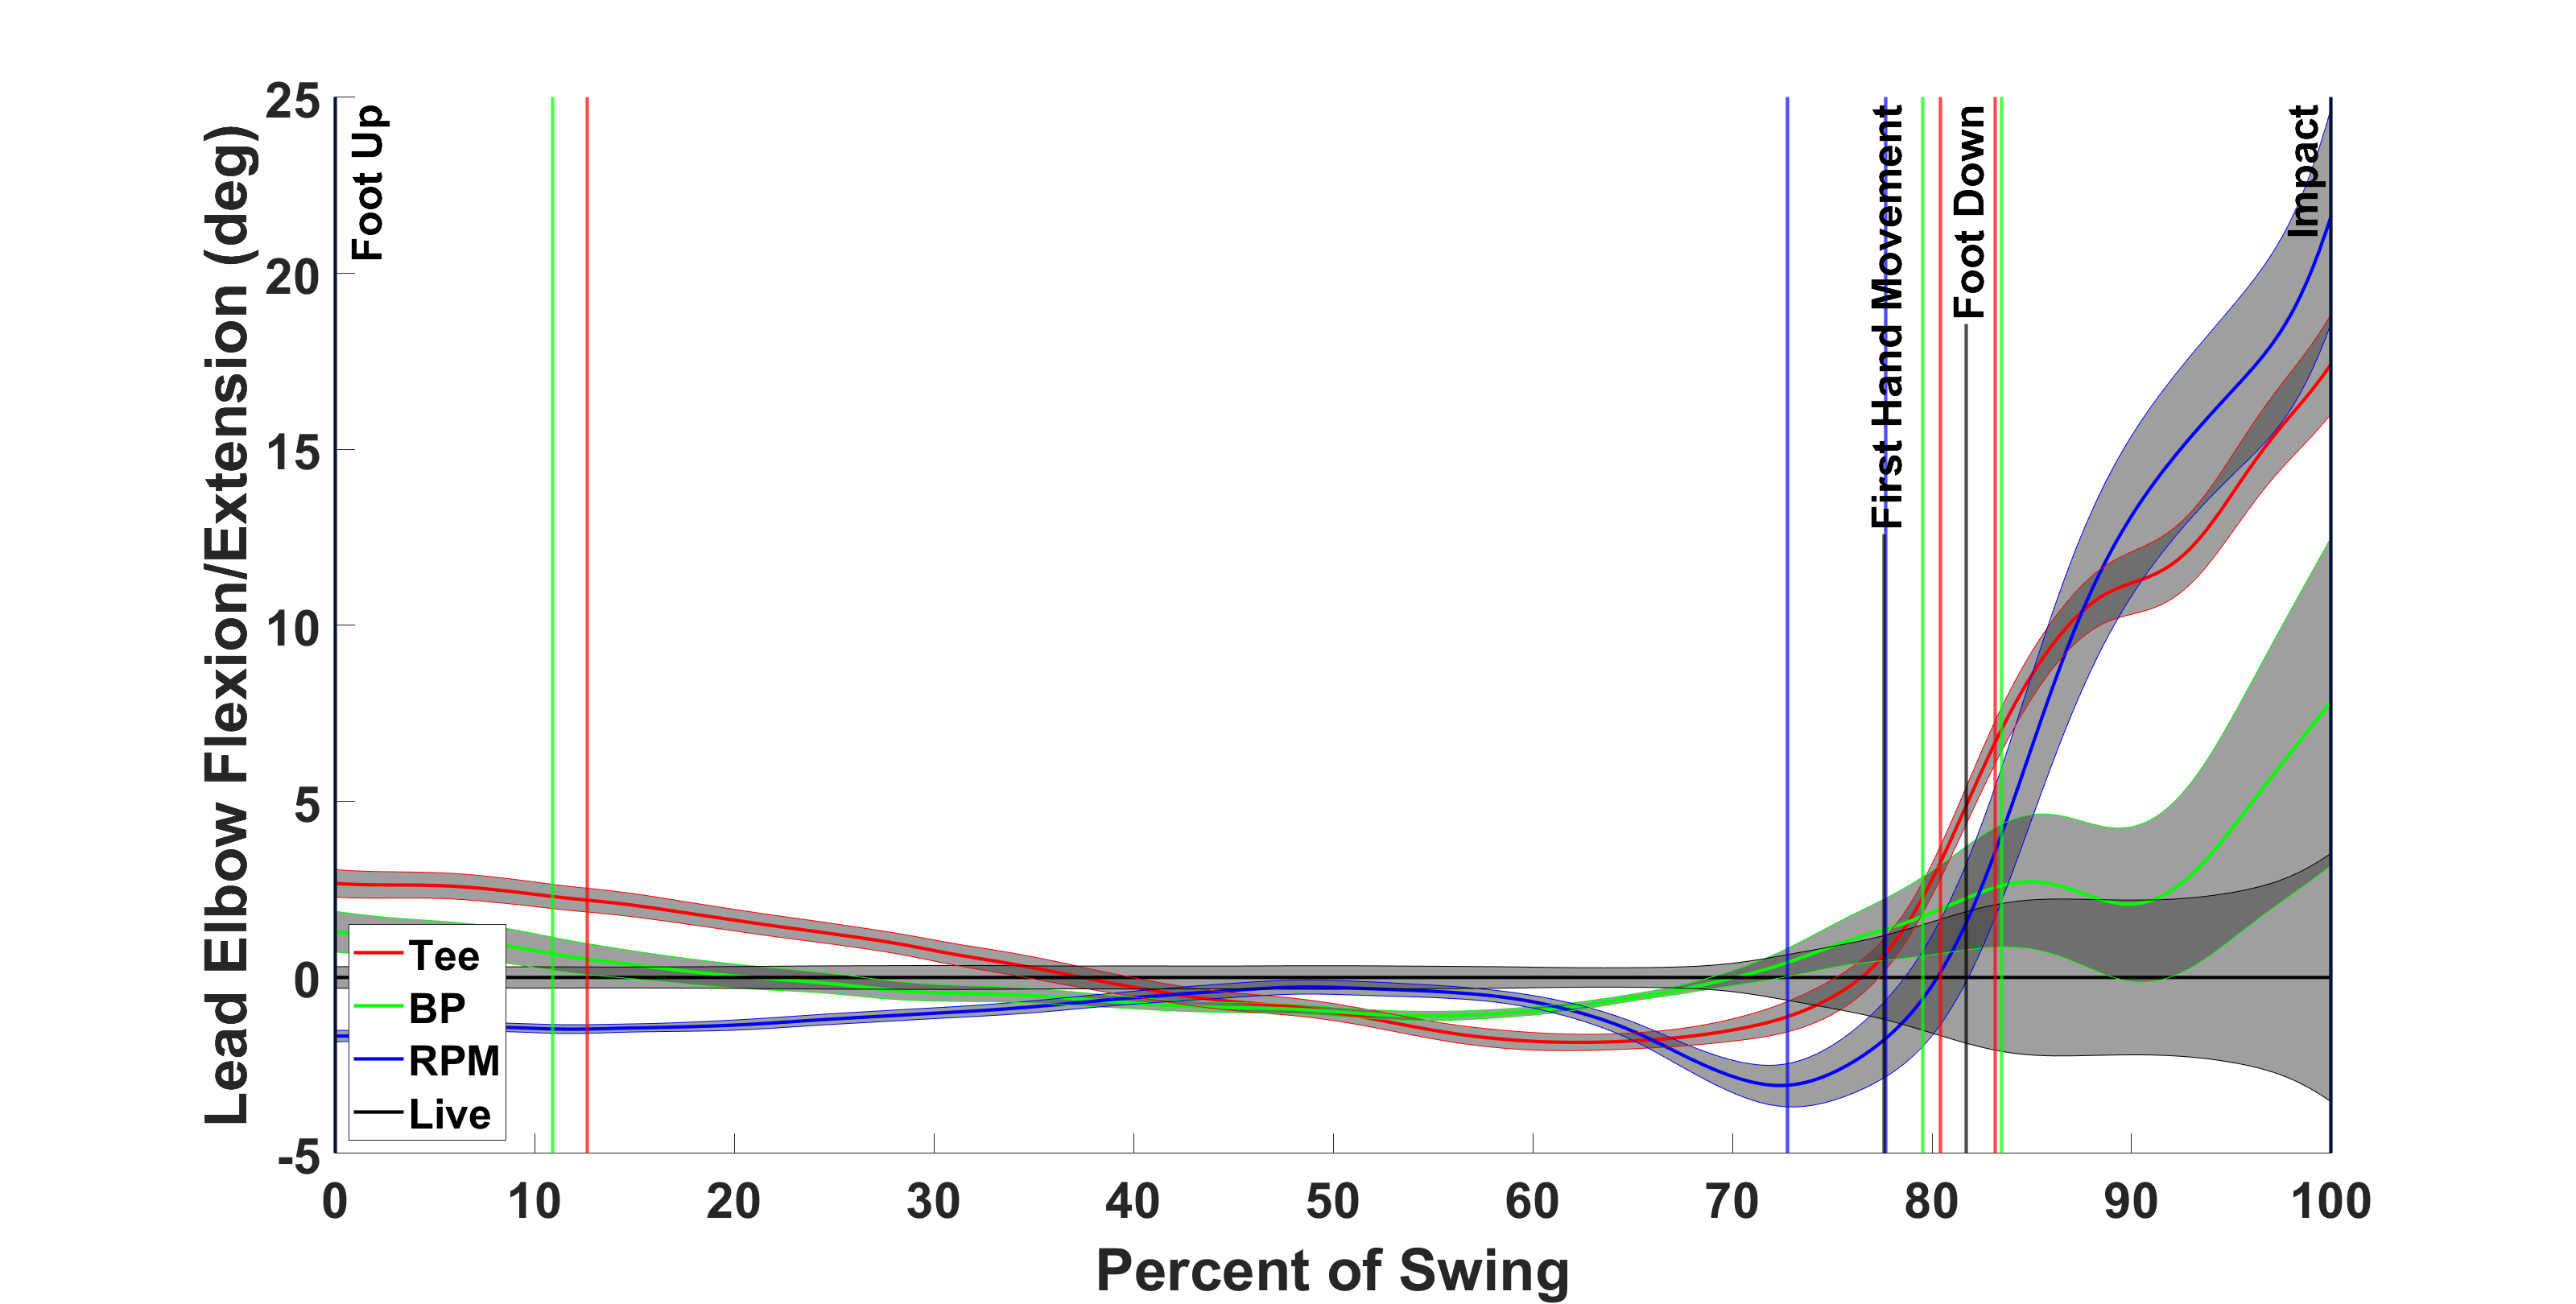 Lead Elbow Flexion/Extension (deg)
25
20
15
10
5
0
-5
Foot Up
First Hand Movement
Foot Down
Impact
Tee
BP
RPM
Live
0 10 20 30 40 50 60 70 80 90 100
Percent of Swing